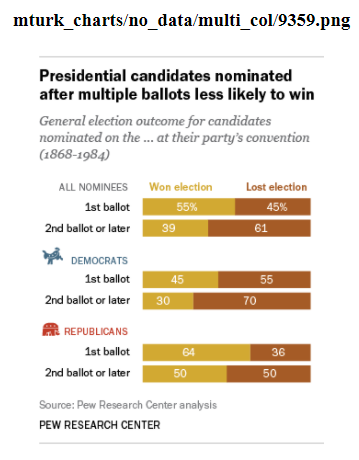 mturk_charts/no_data/multi_col/9359.png
Presidential candidates nominated
after multiple ballots less likely to win
General election outcome for candidates
nominated on the ... at their party's convention
(1868-1984)
ALL NOMINEES Won election Lost election
1st ballot 55% 45%
2nd ballot or later 39 61
DEMOCRATS
1st ballot 45 55
2nd ballot or later 30 70
REPUBLICANS
1st ballot 64 36
2nd ballot or later 50 50
Source: Pew Research Center analysis
PEW RESEARCH CENTER